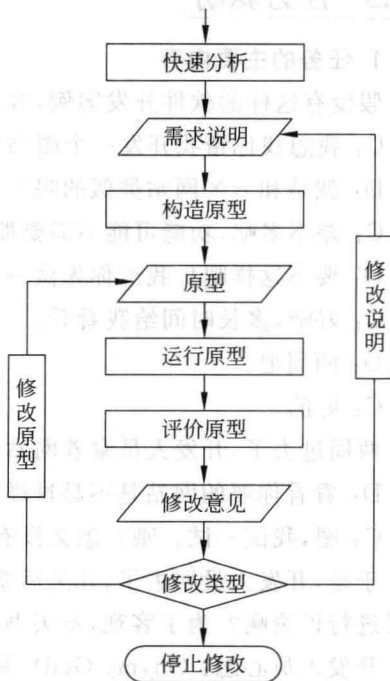 快速分析
需求说明
构造原型
原型
运行原型
评价原型
修改意见
修改类型
停止修改
修改原型
修改说明